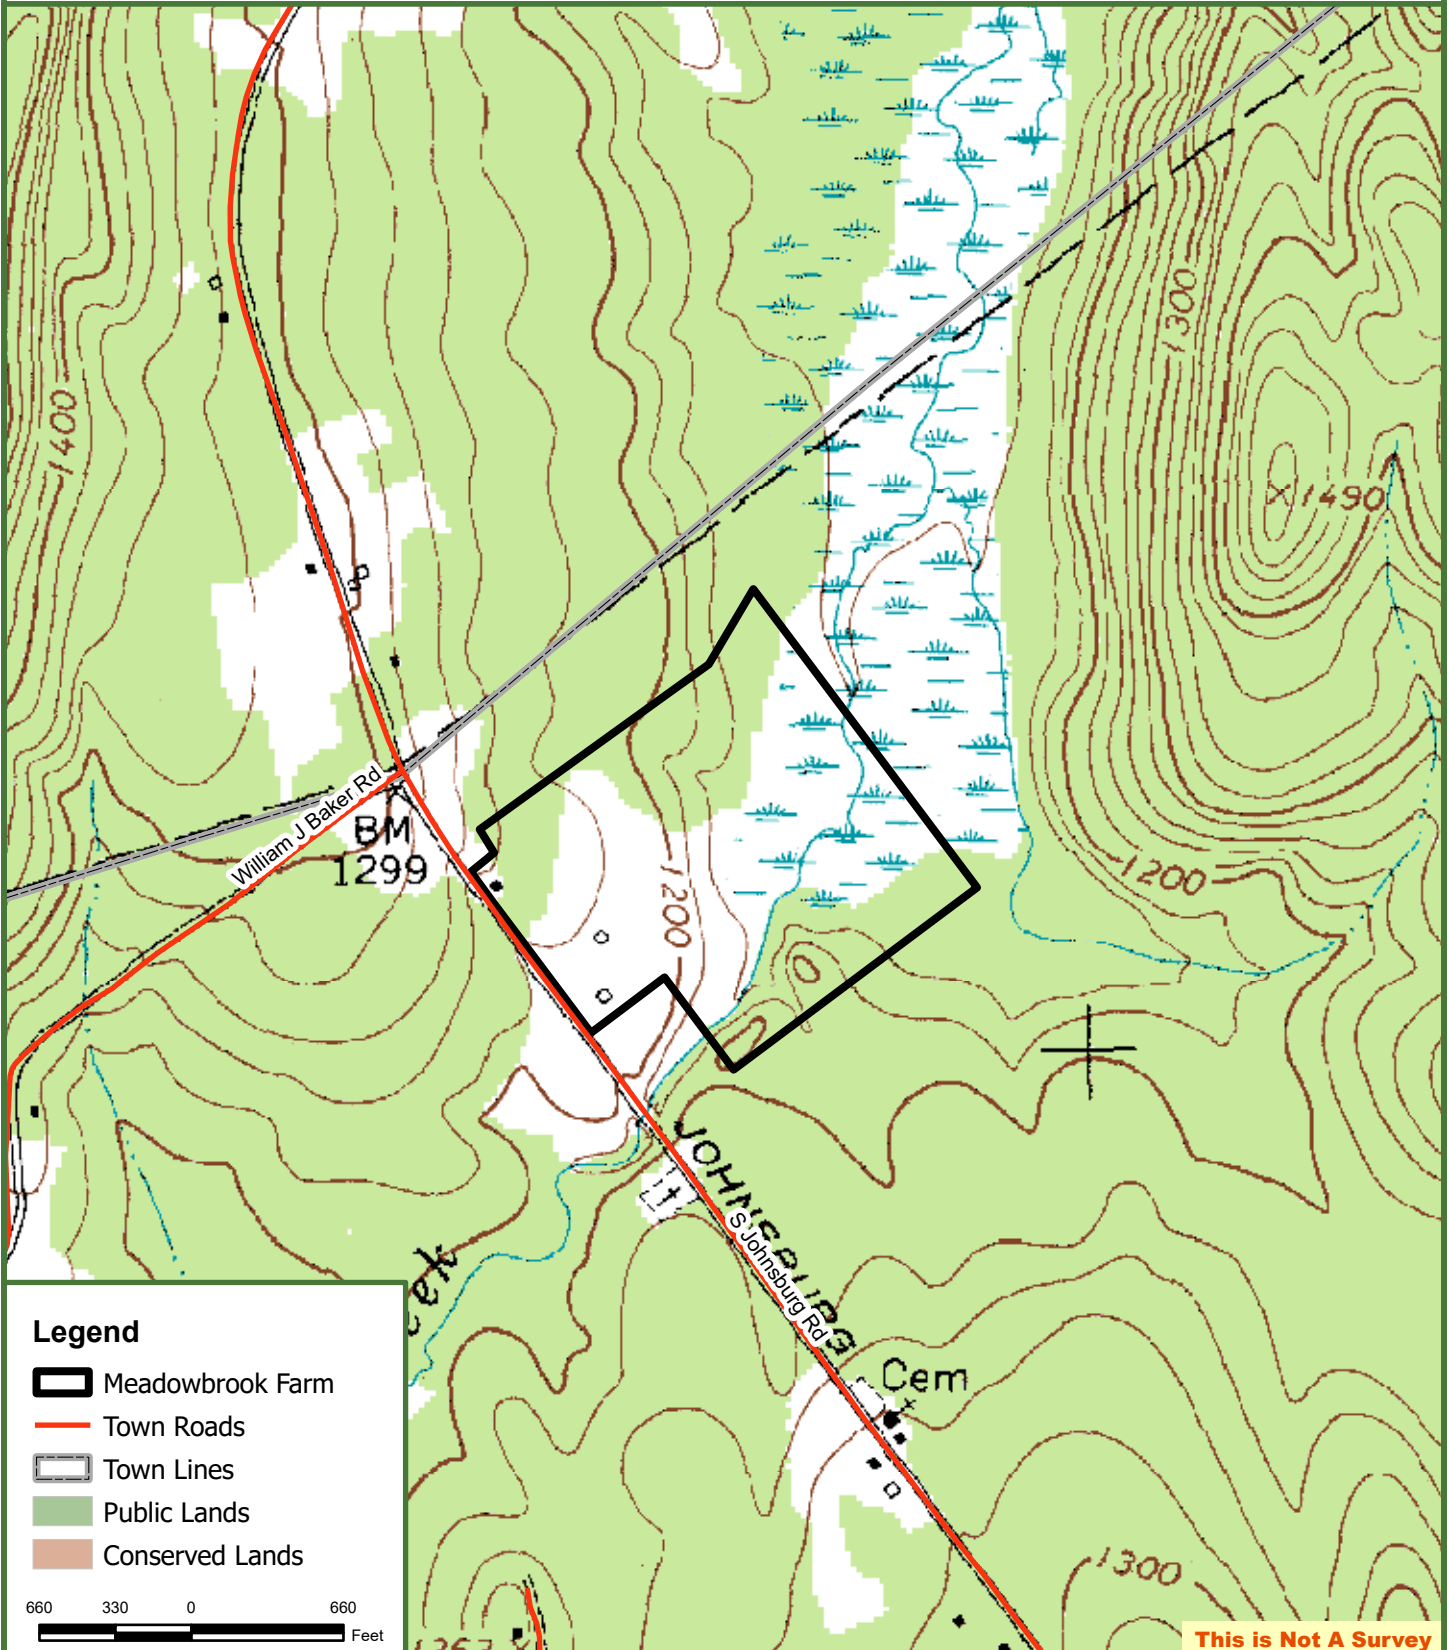 1400
1300
1490
William J Baker Rd
BM
1299
1200
1200
JOHNSBURG
S Johnsburg Rd
eek
Cem
1300
Legend
Meadowbrook Farm
Town Roads
Town Lines
Public Lands
Conserved Lands
660 330 0 660
Feet
This is Not A Survey